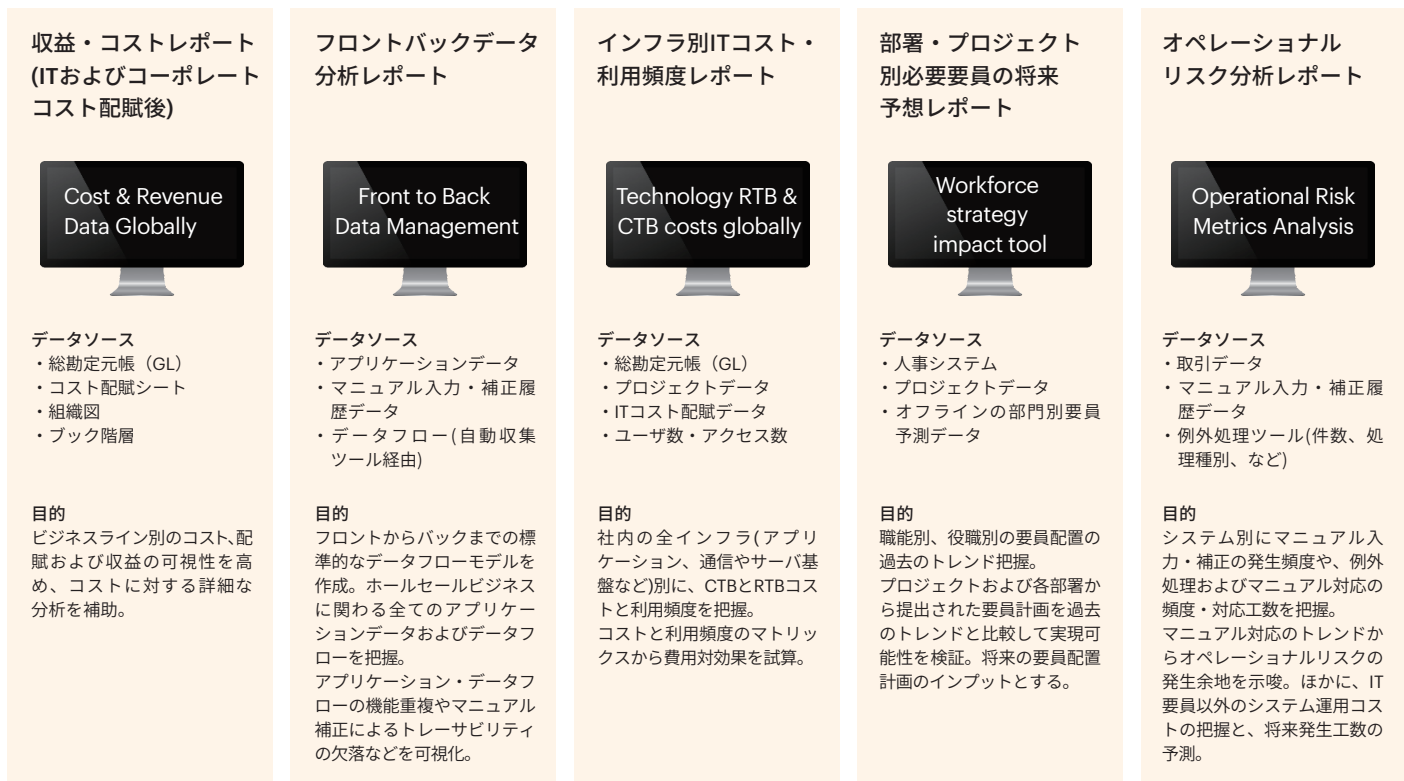 収益・コストレポート
(ITおよびコーポレート
コスト配賦後)
Cost & Revenue
Data Globally
データソース
・総勘定元帳（GL）
・コスト配賦シート
・組織図
・ブック階層
目的
ビジネスライン別のコスト、配
賦および収益の可視性を高
め、コストに対する詳細な
分析を補助。
フロントバックデータ
分析レポート
Front to Back
Data Management
データソース
・アプリケーションデータ
・マニュアル入力・補正履
歴データ
・データフロー(自動収集
ツール経由)
目的
フロントからバックまでの標
準的なデータフローモデルを
作成。ホールセールビジネス
に関わる全てのアプリケー
ションデータおよびデータフ
ローを把握。
アプリケーション・データフ
ローの機能重複やマニュアル
補正によるトレーサビリティ
の欠落などを可視化。
インフラ別ITコスト・
利用頻度レポート
Technology RTB &
CTB costs globally
データソース
・総勘定元帳（GL）
・プロジェクトデータ
・ITコスト配賦データ
・ユーザ数・アクセス数
目的
社内の全インフラ(アプリ
ケーション、通信やサーバ基
盤など)別に、CTBとRTBコス
トと利用頻度を把握。
コストと利用頻度のマトリッ
クスから費用対効果を試算。
部署・プロジェクト
別必要要員の将来
予想レポート
Workforce
strategy
impact tool
データソース
・人事システム
・プロジェクトデータ
・オフラインの部門別要員
予測データ
目的
職能別、役職別の要員配置の
過去のトレンド把握。
プロジェクトおよび各部署か
ら提出された要員計画を過去
のトレンドと比較して実現可
能性を検証。将来の要員配置
計画のインプットとする。
オペレーショナル
リスク分析レポート
Operational Risk
Metrics Analysis
データソース
・取引データ
・マニュアル入力・補正履
歴データ
・例外処理ツール(件数、処
理種別、など)
目的
システム別にマニュアル入
力・補正の発生頻度や、例外
処理およびマニュアル対応の
頻度・対応工数を把握。
マニュアル対応のトレンドか
らオペレーショナルリスクの
発生余地を示唆。ほかに、IT
要員以外のシステム運用コス
トの把握と、将来発生工数の
予測。